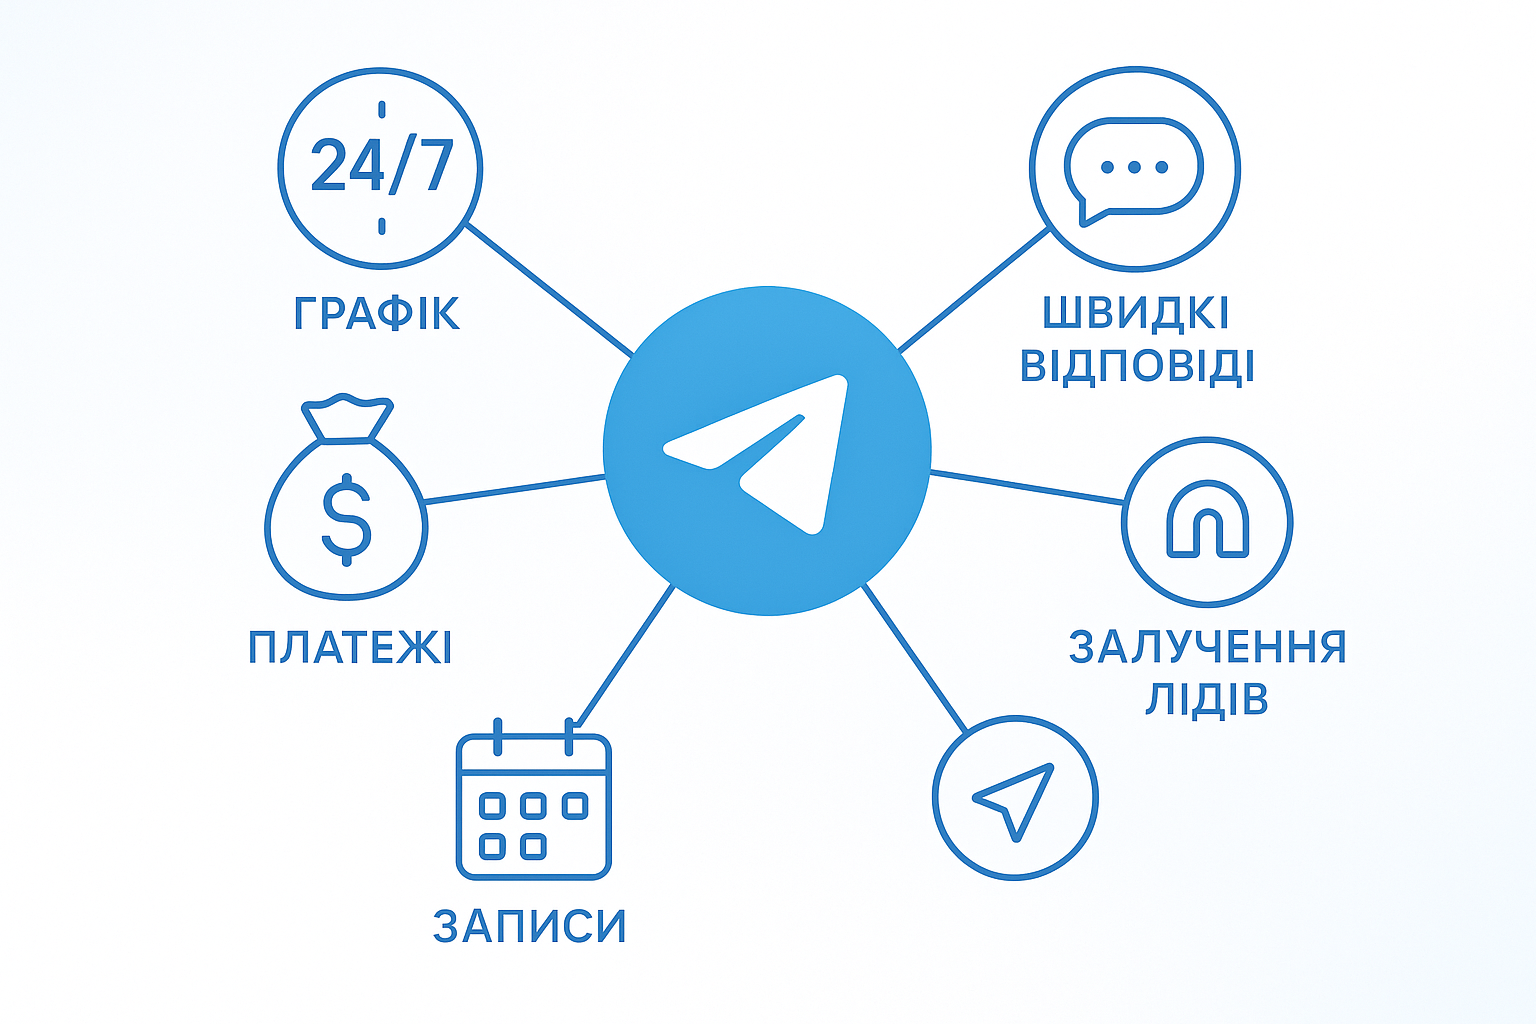 24/7
ГРАФІК
ШВИДКІ
ВІДПОВІДІ
$
ПЛАТЕЖІ
ЗАЛУЧЕННЯ
ЛІДІВ
ЗАПИСИ